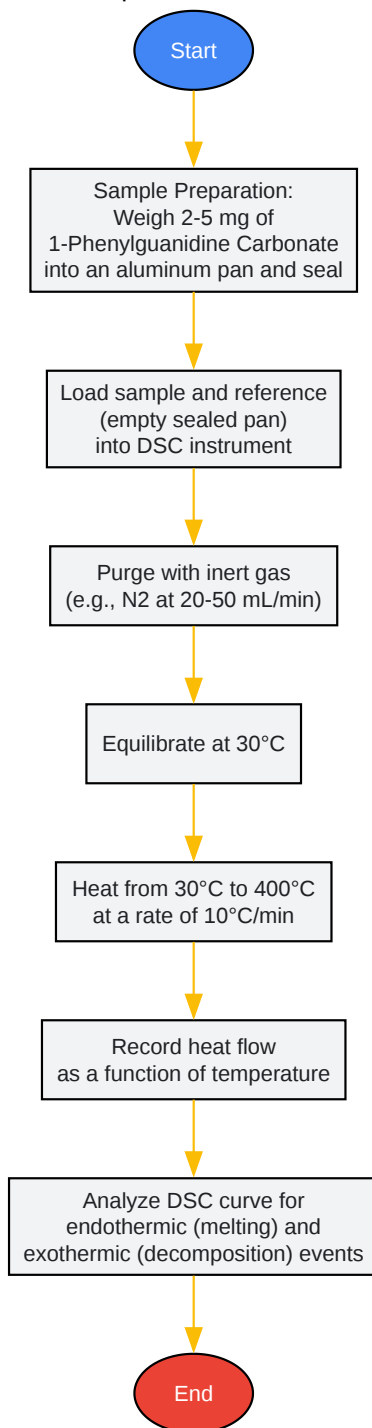 Start
Sample Preparation:
Weigh 2-5 mg of
1-Phenylguanidine Carbonate
into an aluminum pan and seal
Load sample and reference
(empty sealed pan)
into DSC instrument
Purge with inert gas
(e.g., N2 at 20-50 mL/min)
Equilibrate at 30°C
Heat from 30°C to 400°C
at a rate of 10°C/min
Record heat flow
as a function of temperature
Analyze DSC curve for
endothermic (melting) and
exothermic (decomposition) events
End